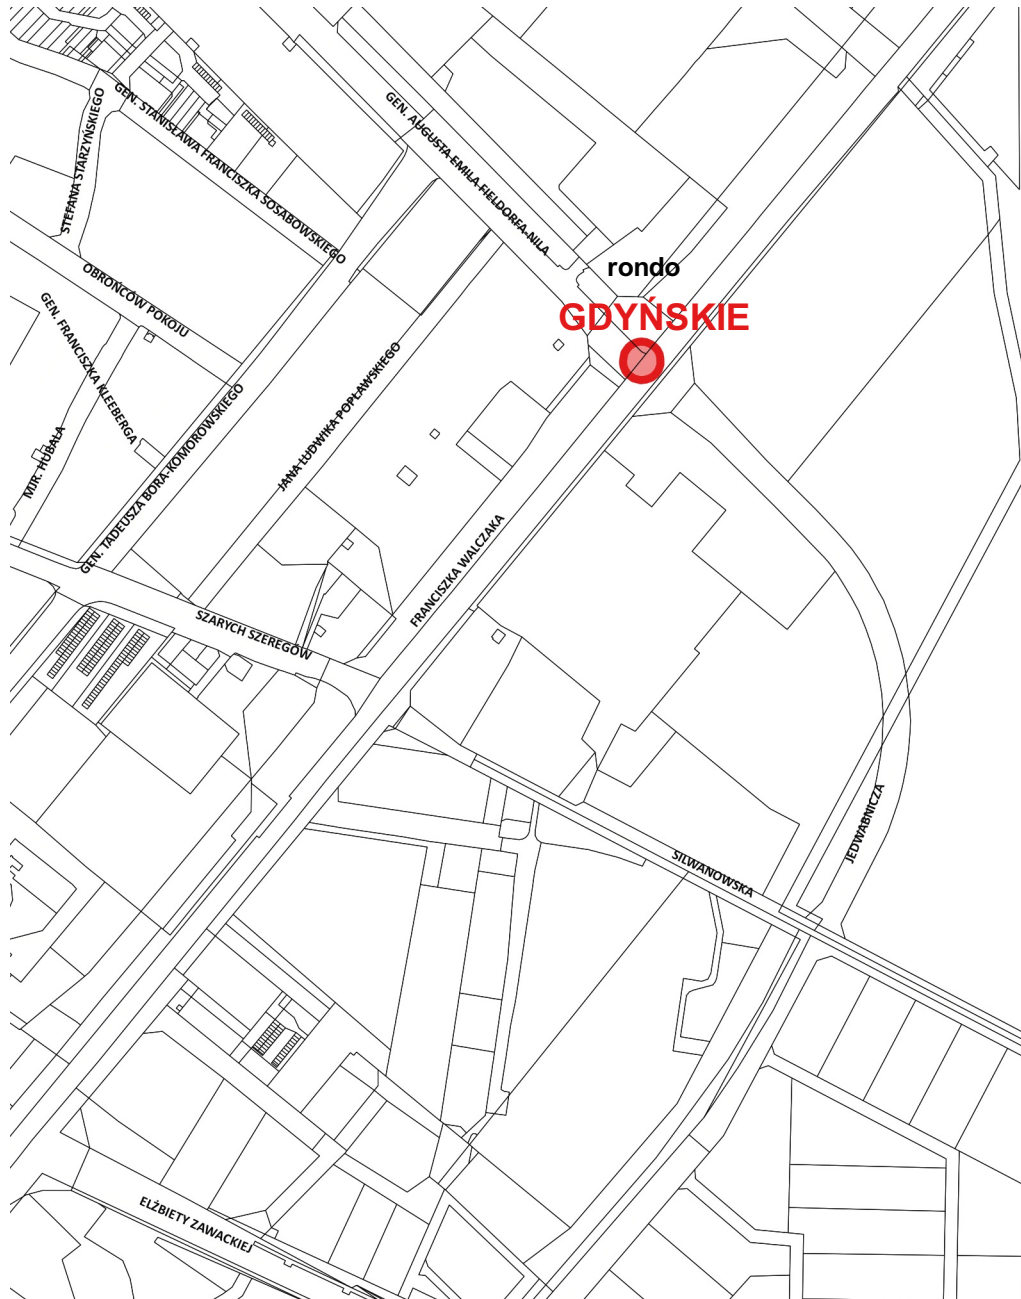 GEN. STANISŁAWA FRANCISZKA SOSABOWSKIEGO
STEFANA STARZYŃSKIEGO
GEN. AUGUSTA EMILA FIELDORFA-NILA
rondo
GDYŃSKIE
OBROŃCÓW POKOJU
GEN. FRANCISZKA KLEEBERGA
MJR. HUBALA
GEN. TADEUSZA BORA-KOMOROWSKIEGO
JANA LUDWIKA POPŁAWSKIEGO
FRANCISZKA WALCZAKA
SZARYCH SZEREGÓW
JEDWABNICZA
SILWANOWSKA
ELŻBIETY ZAWACKIEJ